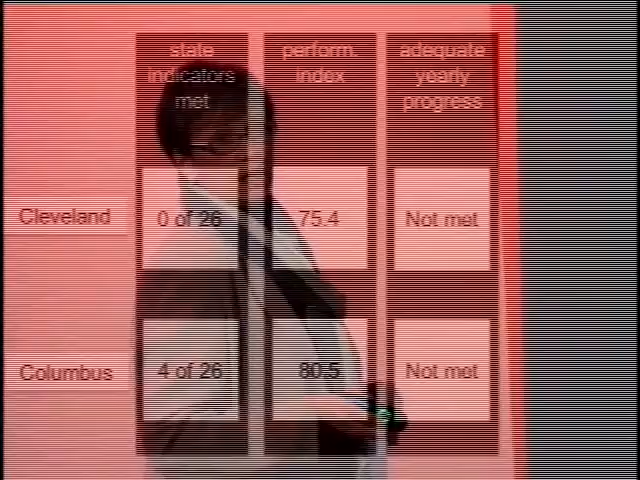 state indicators met
perform. index
adequate yearly progress
Cleveland
0 of 26
75.4
Not met
Columbus
4 of 26
80.5
Not met